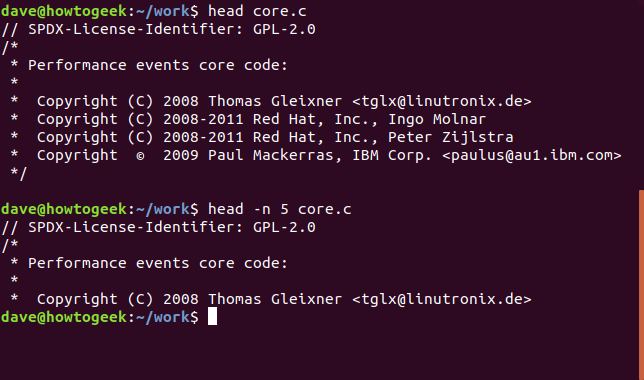 dave@howtogeek:~/work$ head core.c
// SPDX-License-Identifier: GPL-2.0
/*
 * Performance events core code:
 *
 *  Copyright (C) 2008 Thomas Gleixner <tglx@linutronix.de>
 *  Copyright (C) 2008-2011 Red Hat, Inc., Ingo Molnar
 *  Copyright (C) 2008-2011 Red Hat, Inc., Peter Zijlstra
 *  Copyright  ©  2009 Paul Mackerras, IBM Corp. <paulus@au1.ibm.com>
 */
dave@howtogeek:~/work$ head -n 5 core.c
// SPDX-License-Identifier: GPL-2.0
/*
 * Performance events core code:
 *
 *  Copyright (C) 2008 Thomas Gleixner <tglx@linutronix.de>
dave@howtogeek:~/work$